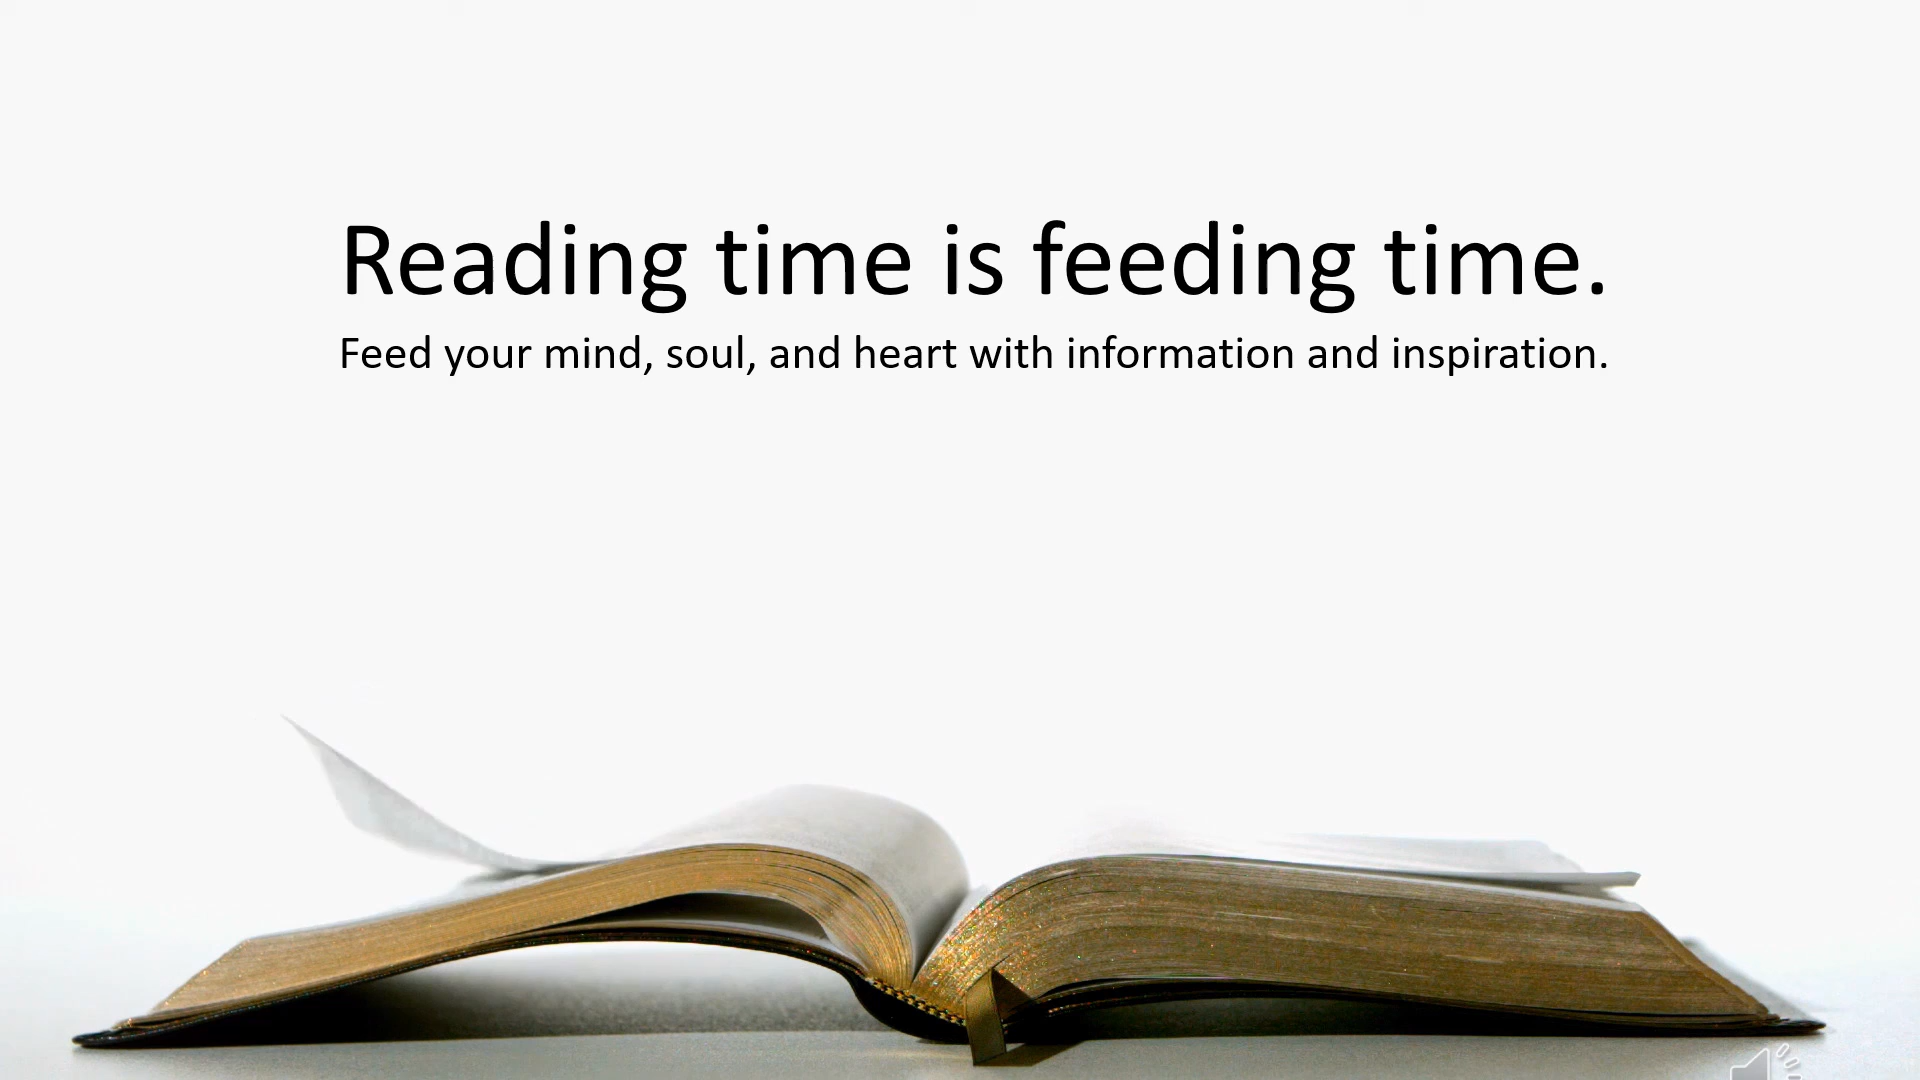 Reading time is feeding time.
Feed your mind, soul, and heart with information and inspiration.